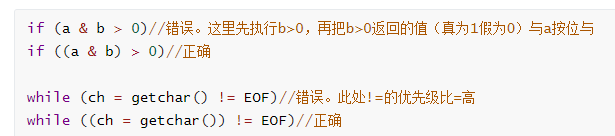 if (a & b > 0)//错误。这里先执行b>0，再把b>0返回的值（真为1假为0）与a按位与
if ((a & b) > 0)//正确
while (ch = getchar() != EOF)//错误。此处!=的优先级比=高
while ((ch = getchar()) != EOF)//正确